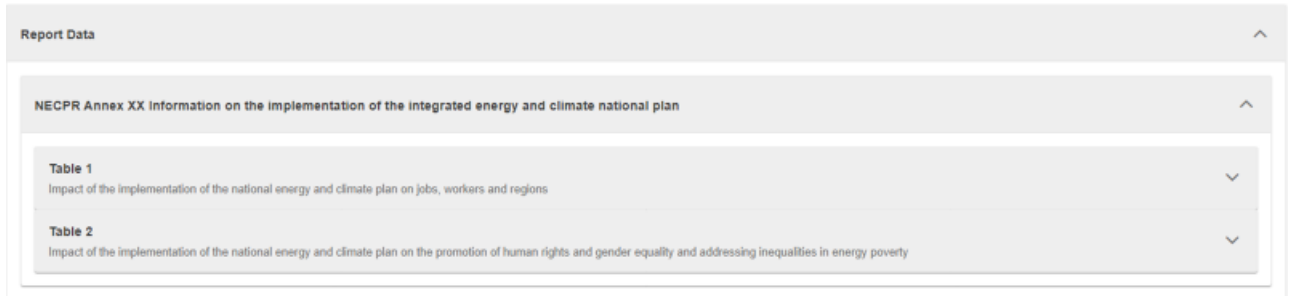 Report Data
NECPR Annex XX Information on the implementation of the integrated energy and climate national plan
Table 1
Impact of the implementation of the national energy and climate plan on jobs, workers and regions
Table 2
Impact of the implementation of the national energy and climate plan on the promotion of human rights and gender equality and addressing inequalities in energy poverty